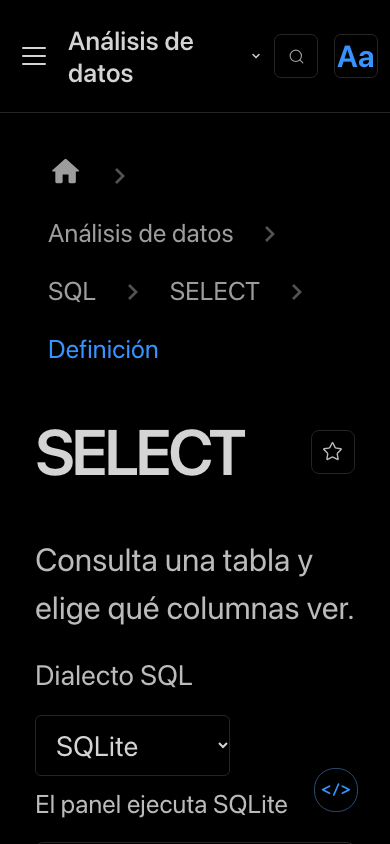 Análisis de
datos
Aa
Análisis de datos
SQL
SELECT
Definición
SELECT
Consulta una tabla y
elige qué columnas ver.
Dialecto SQL
SQLite
</>
El panel ejecuta SQLite